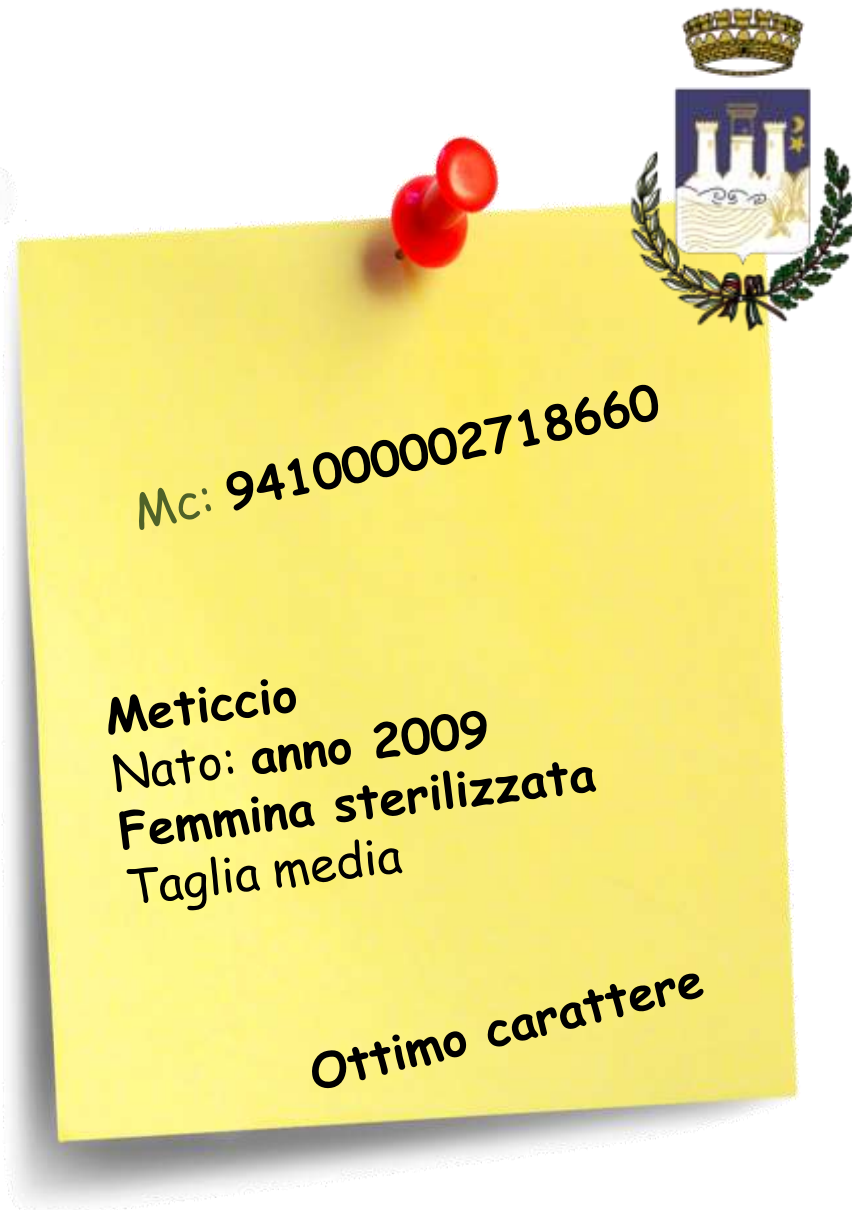 Mc: 941000002718660
Meticcio
Nato: anno 2009
Femmina sterilizzata
Taglia media
Ottimo carattere